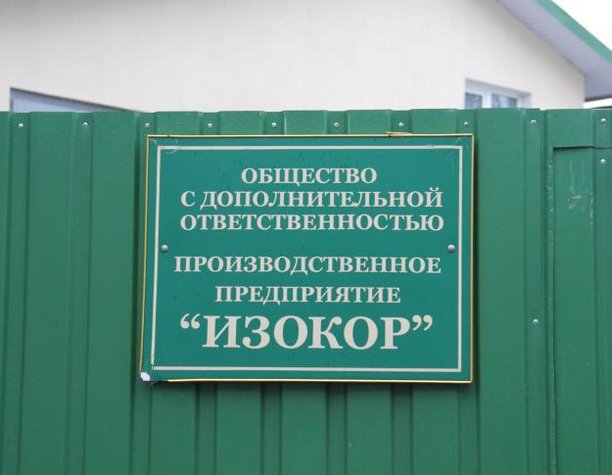 ОБЩЕСТВО
С ДОПОЛНИТЕЛЬНОЙ
ОТВЕТСТВЕННОСТЬЮ
ПРОИЗВОДСТВЕННОЕ
ПРЕДПРИЯТИЕ
“ИЗОКОР”